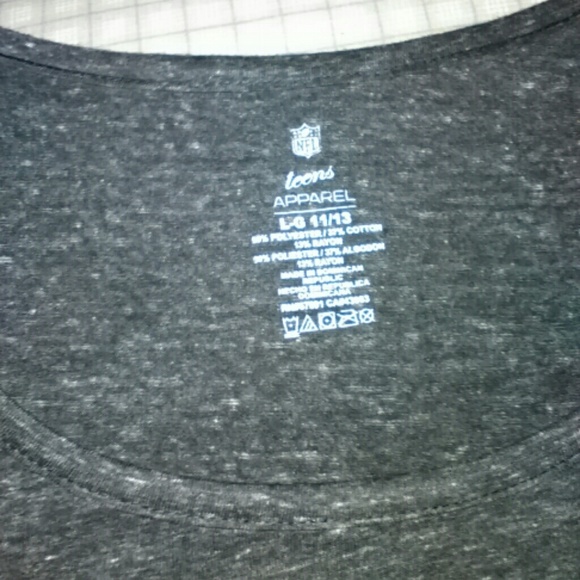 NFL
teens
APPAREL
L-G 11/13
50% POLYESTER / 37% COTTON
13% RAYON
50% POLIESTER / 37% ALGODON
13% RAYON
MADE IN DOMINICAN
REPUBLIC
HECHO EN REPUBLICA
DOMINICANA